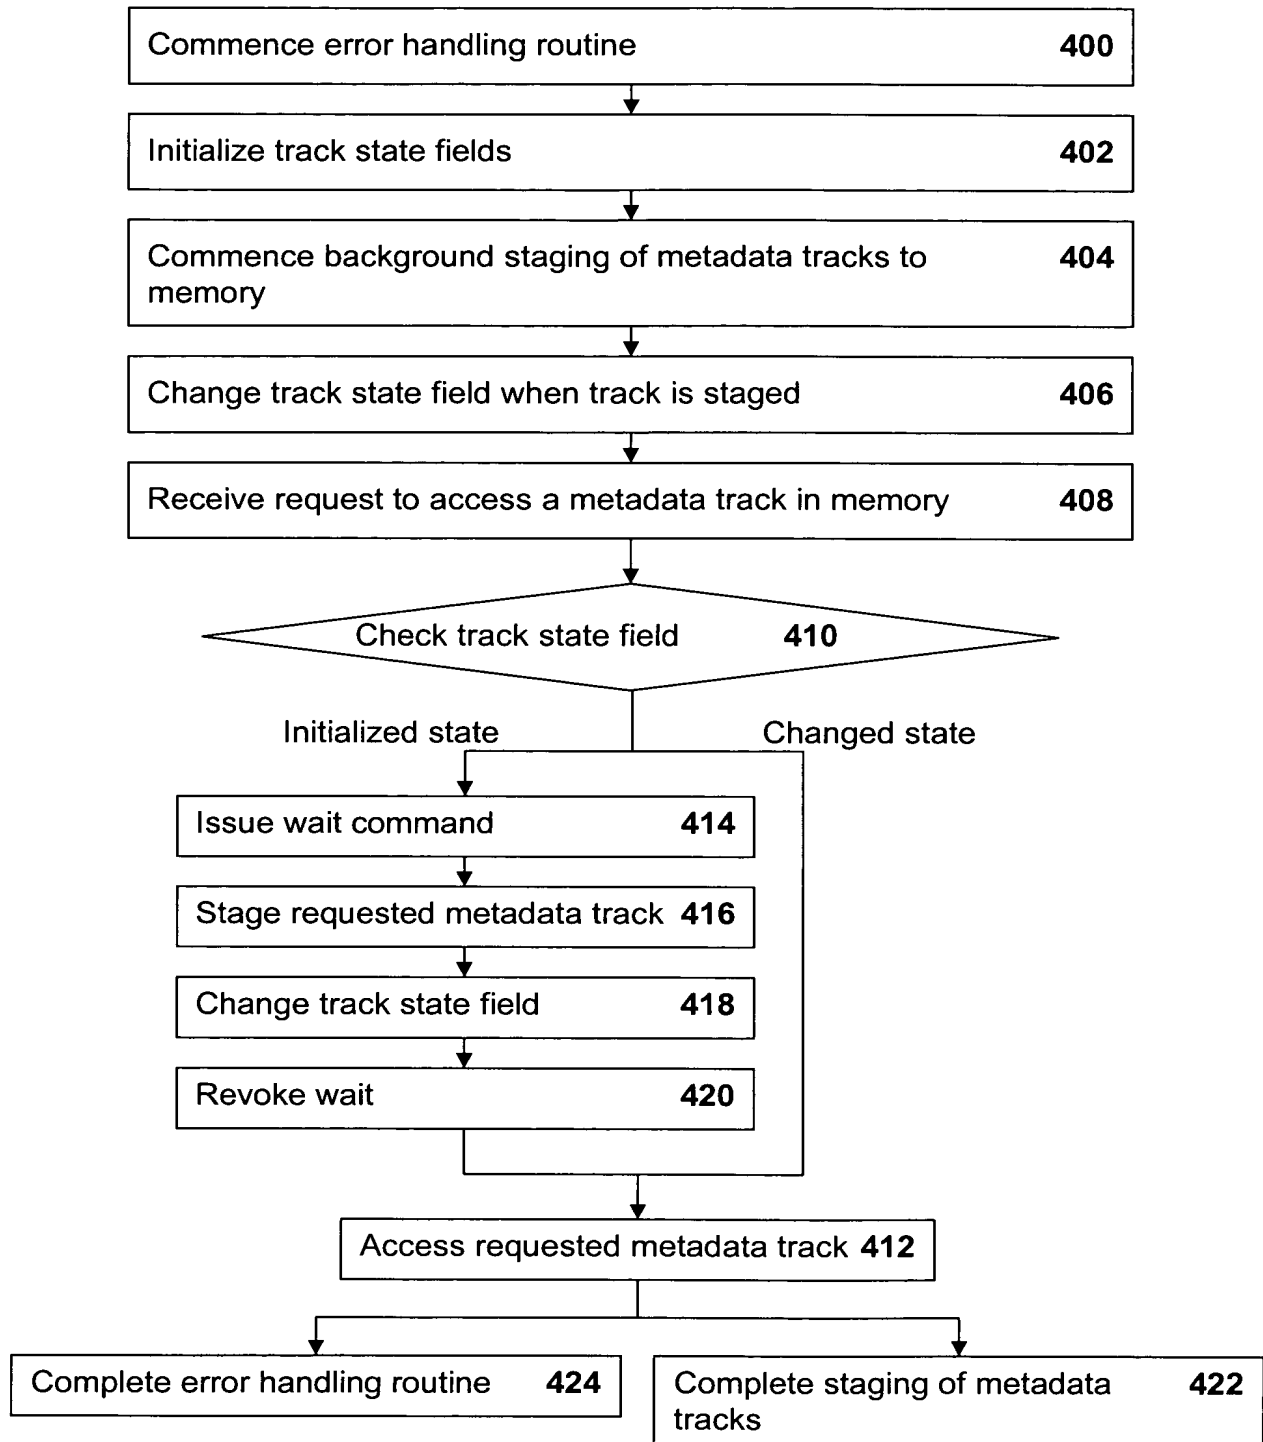 Commence error handling routine 400
Initialize track state fields 402
Commence background staging of metadata tracks to 404
memory
Change track state field when track is staged 406
Receive request to access a metadata track in memory 408
Check track state field 410
Initialized state Changed state
Issue wait command 414
Stage requested metadata track 416
Change track state field 418
Revoke wait 420
Access requested metadata track 412
Complete error handling routine 424
Complete staging of metadata 422
tracks